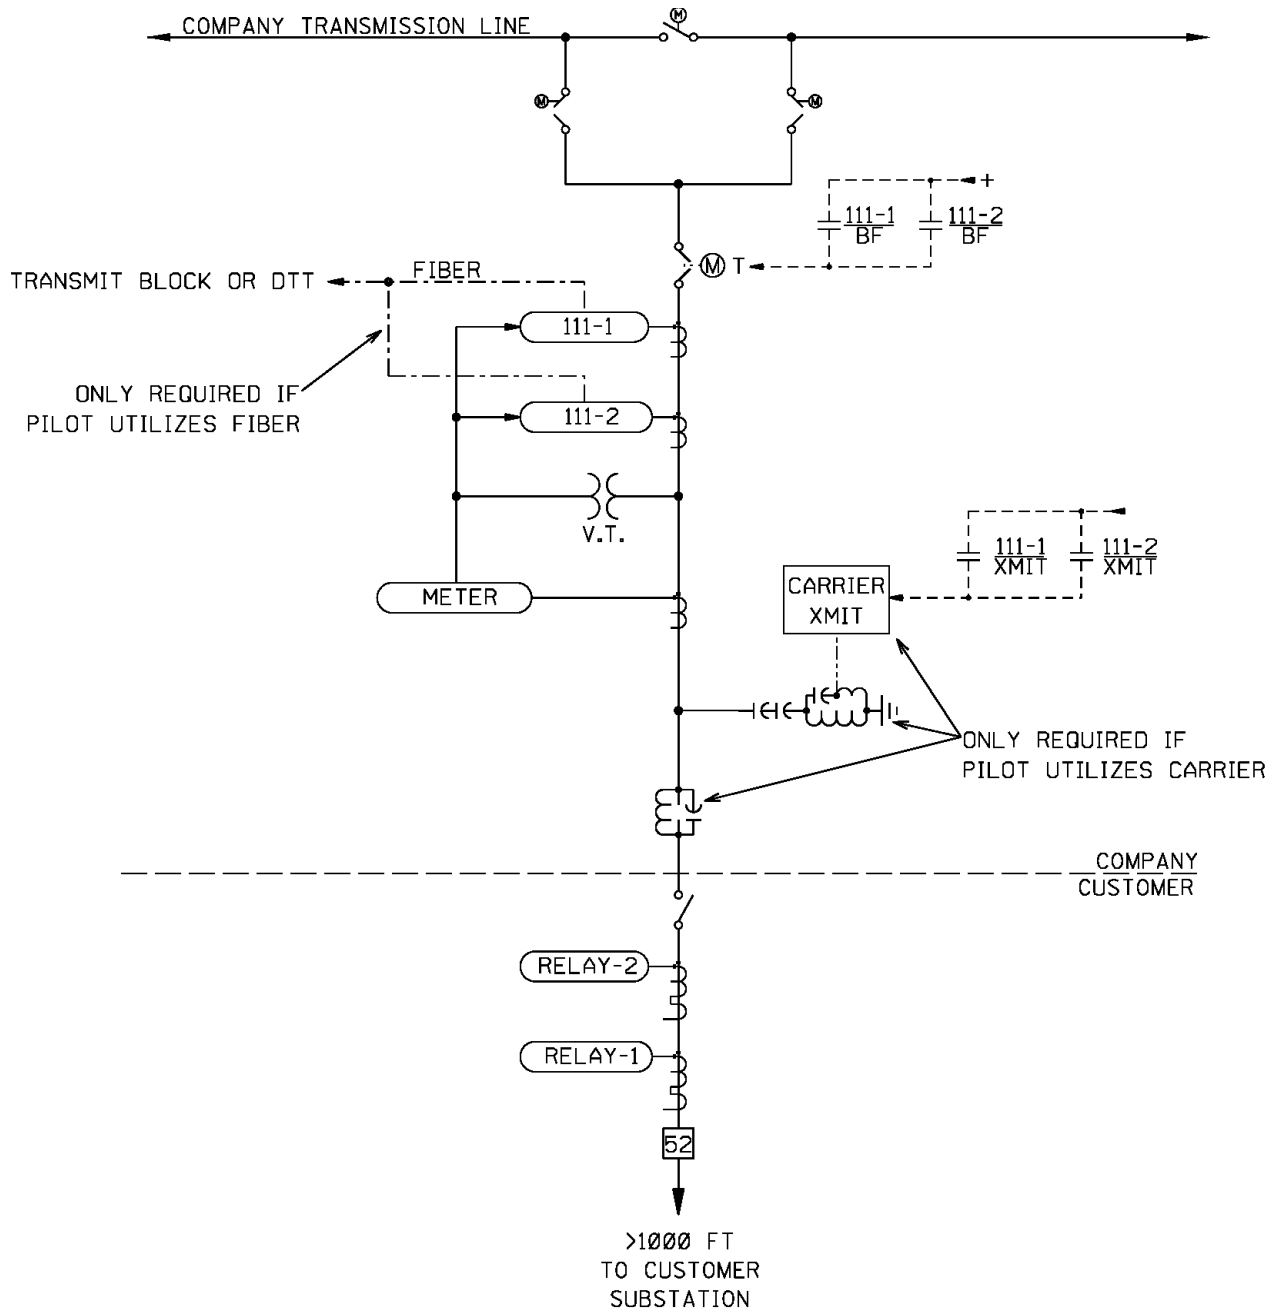 COMPANY TRANSMISSION LINE
M
M
M
+
111-1
BF
111-2
BF
M T
TRANSMIT BLOCK OR DTT
FIBER
111-1
ONLY REQUIRED IF
PILOT UTILIZES FIBER
111-2
V.T.
METER
111-1
XMIT
111-2
XMIT
CARRIER
XMIT
ONLY REQUIRED IF
PILOT UTILIZES CARRIER
COMPANY
CUSTOMER
RELAY-2
RELAY-1
52
>1000 FT
TO CUSTOMER
SUBSTATION